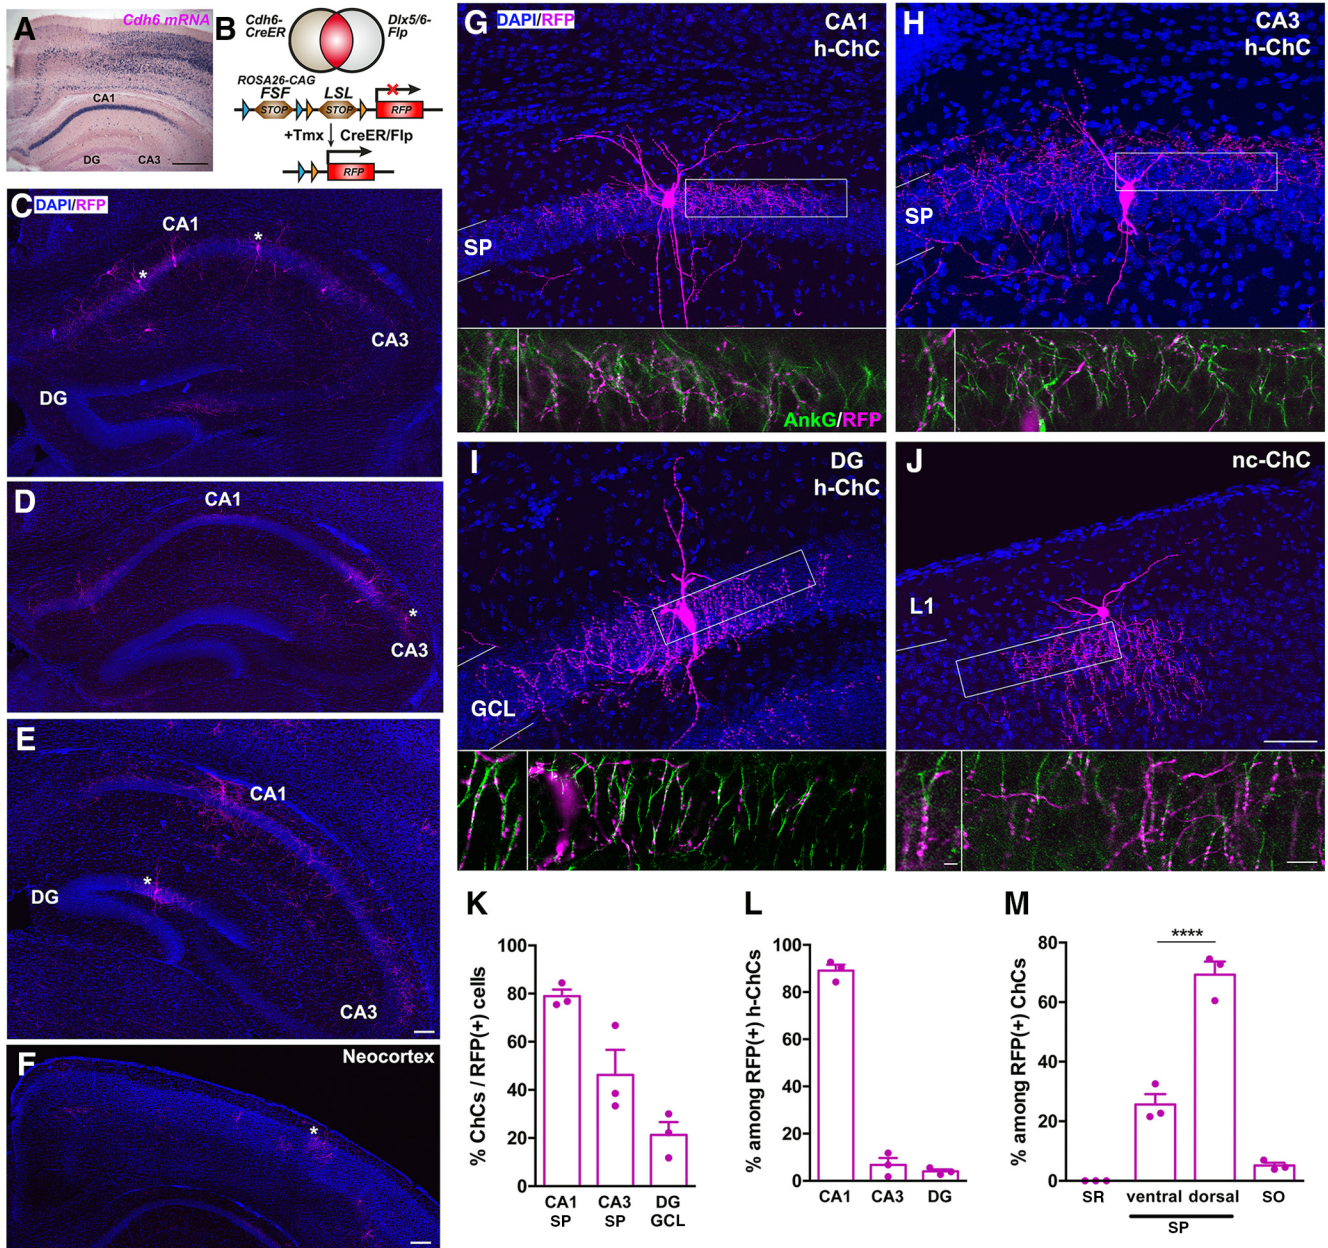 A
Cdh6 mRNA
CA1
DG
CA3
B
Cdh6-
CreER
Dlx5/6-
Flp
ROSA26-CAG
FSF
LSL
STOP
STOP
RFP
+Tmx
CreER/Flp
RFP
C
DAPI/RFP
CA1
CA3
DG
*
*
D
CA1
CA3
*
E
CA1
DG
CA3
*
F
Neocortex
*
G
DAPI/RFP
CA1
h-ChC
SP
AnkG/RFP
H
CA3
h-ChC
SP
I
DG
h-ChC
GCL
J
nc-ChC
L1
K
% ChCs / RFP(+) cells
100
80
60
40
20
0
CA1
SP
CA3
SP
DG
GCL
L
% among RFP(+) h-ChCs
100
80
60
40
20
0
CA1
CA3
DG
M
% among RFP(+) ChCs
80
60
40
20
0
****
SR
ventral
dorsal
SO
SP